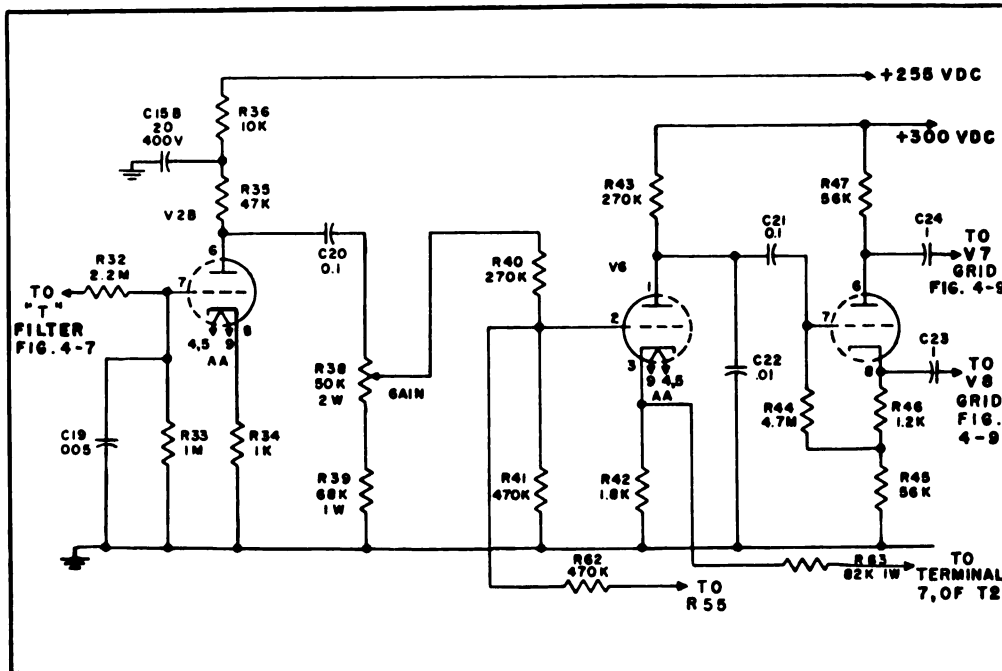 +255 VDC
C15B
20
400V
R36
10K
+300 VDC
R35
47K
V2B
R43
270K
R47
56K
C20
0.1
C21
0.1
C24
1
TO
V7
GRID
FIG. 4-9
R32
2.2M
6
7
8
4,5 9
AA
TO
"T"
FILTER
FIG. 4-7
R40
270K
V6
1
2
3
9 4,5
AA
6
7
8
C23
1
TO
V8
GRID
FIG.
4-9
R38
50K
2W
GAIN
C22
.01
R44
4.7M
R46
1.2K
C19
005
R33
1M
R34
1K
R39
68K
1W
R41
470K
R42
1.8K
R45
56K
R62
470K
TO
R55
R63
82K 1W
TO
TERMINAL
7, OF T2